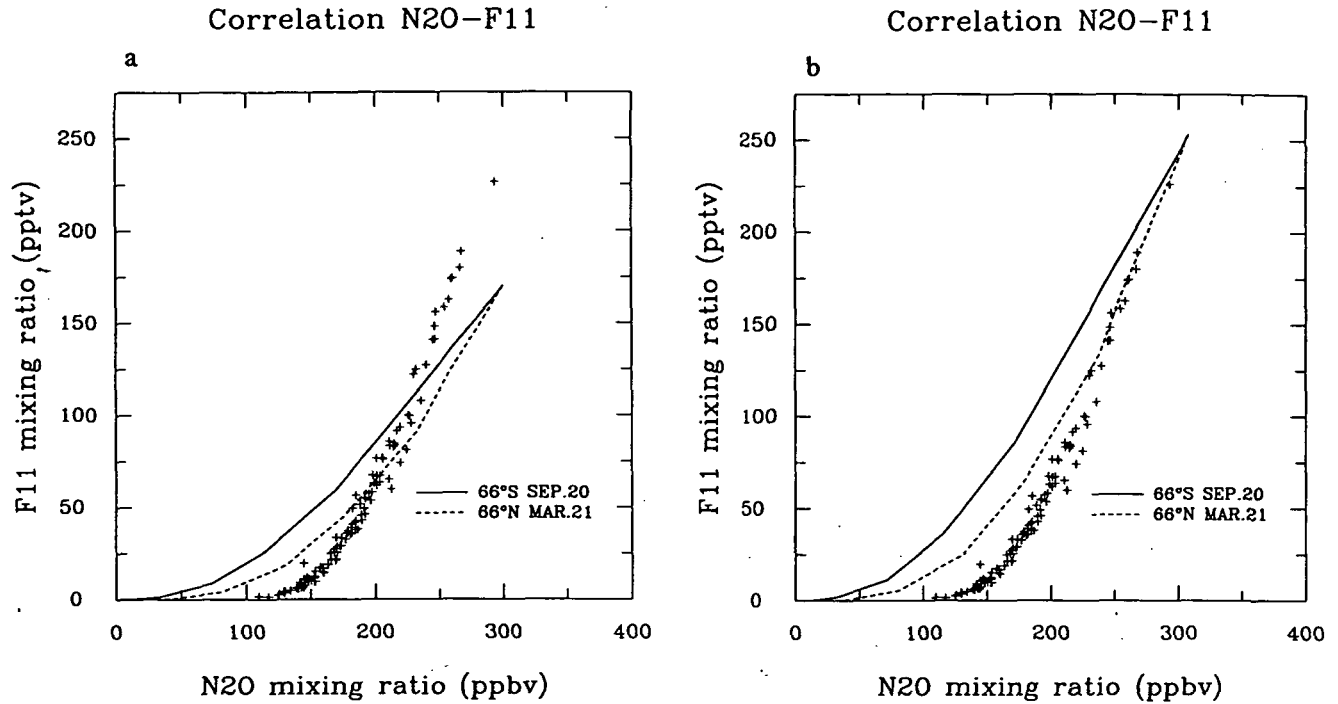 Correlation N2O-F11
a
250
200
150
100
50
0
F11 mixing ratio, (pptv)
66°S SEP.20
66°N MAR.21
0 100 200 300 400
N2O mixing ratio (ppbv)
Correlation N2O-F11
b
250
200
150
100
50
0
F11 mixing ratio (pptv)
66°S SEP.20
66°N MAR.21
0 100 200 300 400
N2O mixing ratio (ppbv)